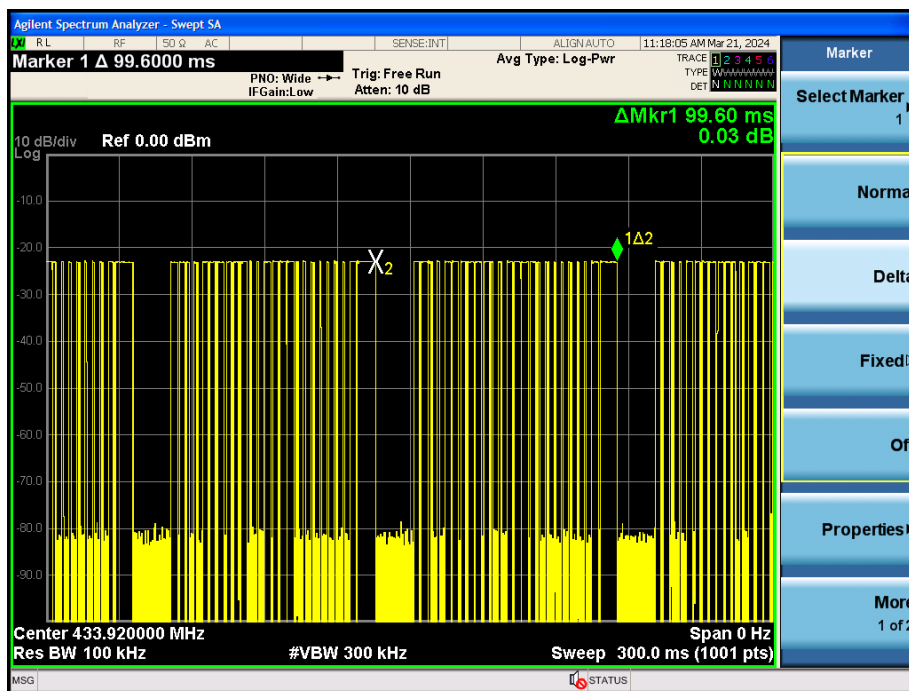 Agilent Spectrum Analyzer - Swept SA
LXI RL RF 50 Ω AC SENSE:INT ALIGNAUTO 11:18:05 AM Mar 21, 2024
Marker 1 Δ 99.6000 ms
PNO: Wide
IFGain:Low
Trig: Free Run
Atten: 10 dB
Avg Type: Log-Pwr
TRACE 1 2 3 4 5 6
TYPE W
DET N N N N N N
ΔMkr1 99.60 ms
0.03 dB
10 dB/div Ref 0.00 dBm
Log
-10.0
-20.0
1Δ2
2
-30.0
-40.0
-50.0
-60.0
-70.0
-80.0
-90.0
Center 433.920000 MHz Span 0 Hz
Res BW 100 kHz #VBW 300 kHz Sweep 300.0 ms (1001 pts)
MSG STATUS
Marker
Select Marker
1
Norma
Delta
Fixed
Of
Properties
More
1 of 2